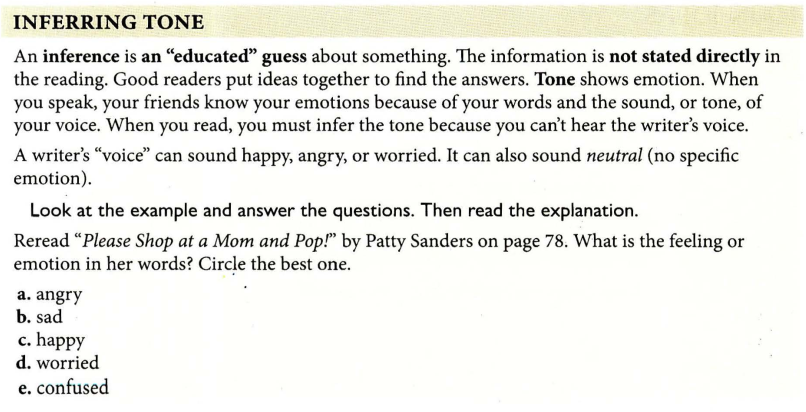 INFERRING TONE
An inference is an “educated” guess about something. The information is not stated directly in
the reading. Good readers put ideas together to find the answers. Tone shows emotion. When
you speak, your friends know your emotions because of your words and the sound, or tone, of
your voice. When you read, you must infer the tone because you can’t hear the writer’s voice.
A writer’s “voice” can sound happy, angry, or worried. It can also sound neutral (no specific
emotion).
Look at the example and answer the questions. Then read the explanation.
Reread “Please Shop at a Mom and Pop!” by Patty Sanders on page 78. What is the feeling or
emotion in her words? Circle the best one.
a. angry
b. sad
c. happy
d. worried
e. confused